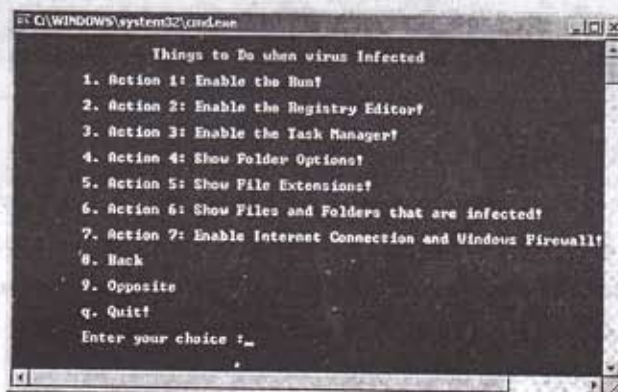 C:\WINDOWS\system32\cmd.exe
Things to Do when virus Infected
1. Action 1: Enable the Run!
2. Action 2: Enable the Registry Editor!
3. Action 3: Enable the Task Manager!
4. Action 4: Show Folder Options!
5. Action 5: Show File Extensions!
6. Action 6: Show Files and Folders that are infected!
7. Action 7: Enable Internet Connection and Windows Firewall!
8. Back
9. Opposite
q. Quit!
Enter your choice :_